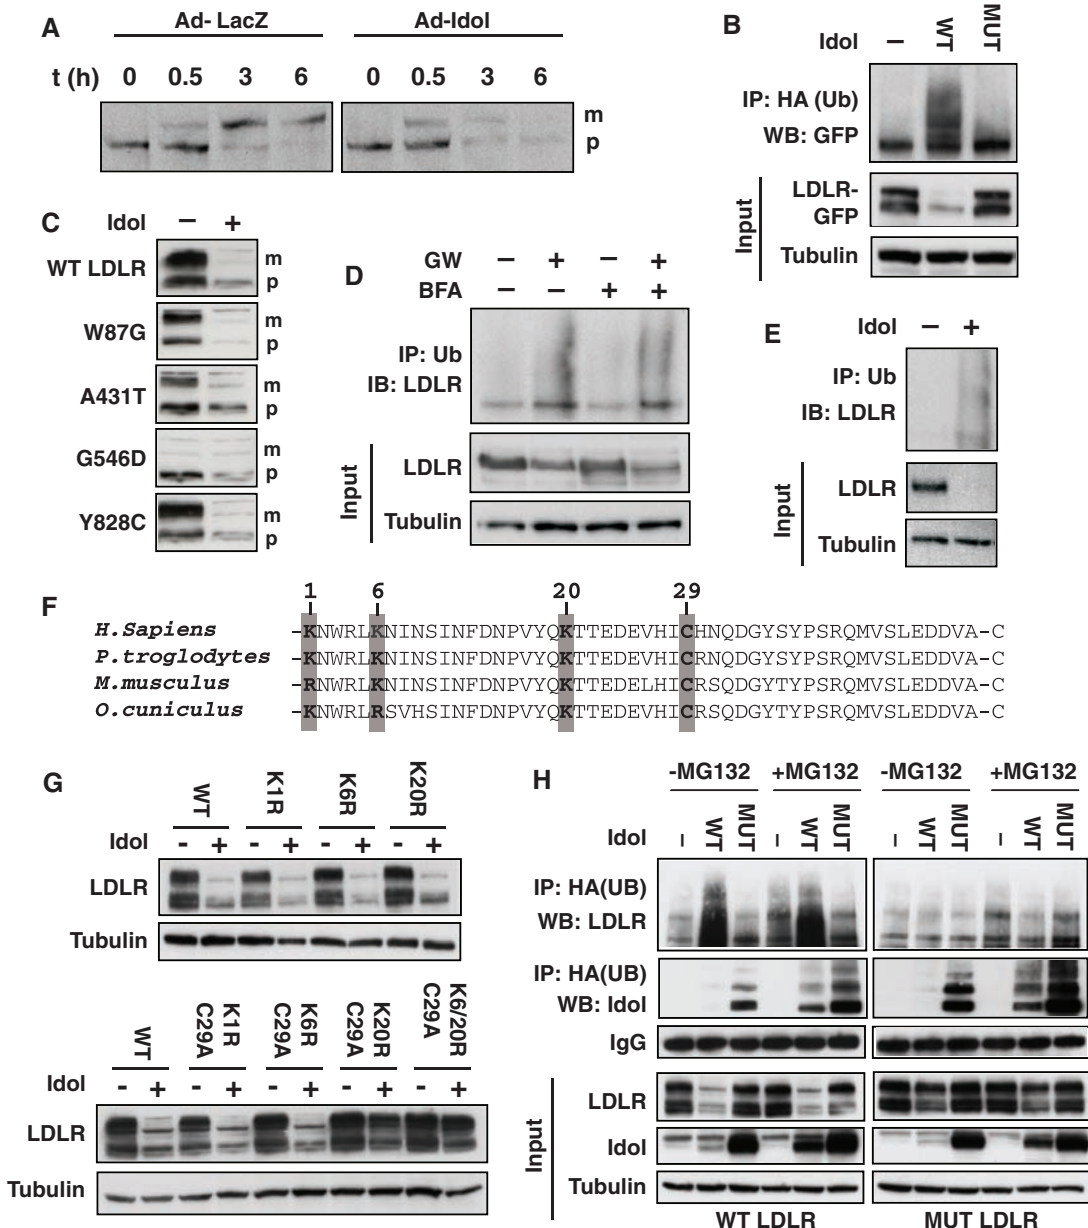 A
Ad- LacZ
Ad-Idol
t (h) 0 0.5 3 6 0 0.5 3 6
m
p
B
Idol – WT MUT
IP: HA (Ub)
WB: GFP
LDLR-
GFP
Tubulin
Input
C
Idol – +
WT LDLR m
p
W87G
A431T m
p
G546D m
p
Y828C m
p
D
GW – + – +
BFA – – + +
IP: Ub
IB: LDLR
LDLR
Tubulin
Input
E
Idol – +
IP: Ub
IB: LDLR
LDLR
Tubulin
Input
F
1 6 20 29
H.Sapiens -KNWRLKNINSINFDNPVYQKTTEDEVHICHNQDGYSYPSRQMVSLEDDVA-C
P.troglodytes -KNWRLKNINSINFDNPVYQKTTEDEVHICRNQDGYSYPSRQMVSLEDDVA-C
M.musculus -RNWRLKNINSINFDNPVYQKTTEDELHICRSQDGYTYPSRQMVSLEDDVA-C
O.cuniculus -KNWRLRSVHSINFDNPVYQKTTEDEVHICRSQDGYTYPSRQMVSLEDDVA-C
G
WT K1R K6R K20R
Idol - + - + - + - +
LDLR
Tubulin
WT K1R C29A K6R C29A K20R C29A K6/20R C29A
Idol - + - + - + - + - +
LDLR
Tubulin
H
-MG132 +MG132 -MG132 +MG132
Idol – WT MUT – WT MUT – WT MUT – WT MUT
IP: HA(UB)
WB: LDLR
IP: HA(UB)
WB: Idol
IgG
LDLR
Idol
Tubulin
Input
WT LDLR MUT LDLR